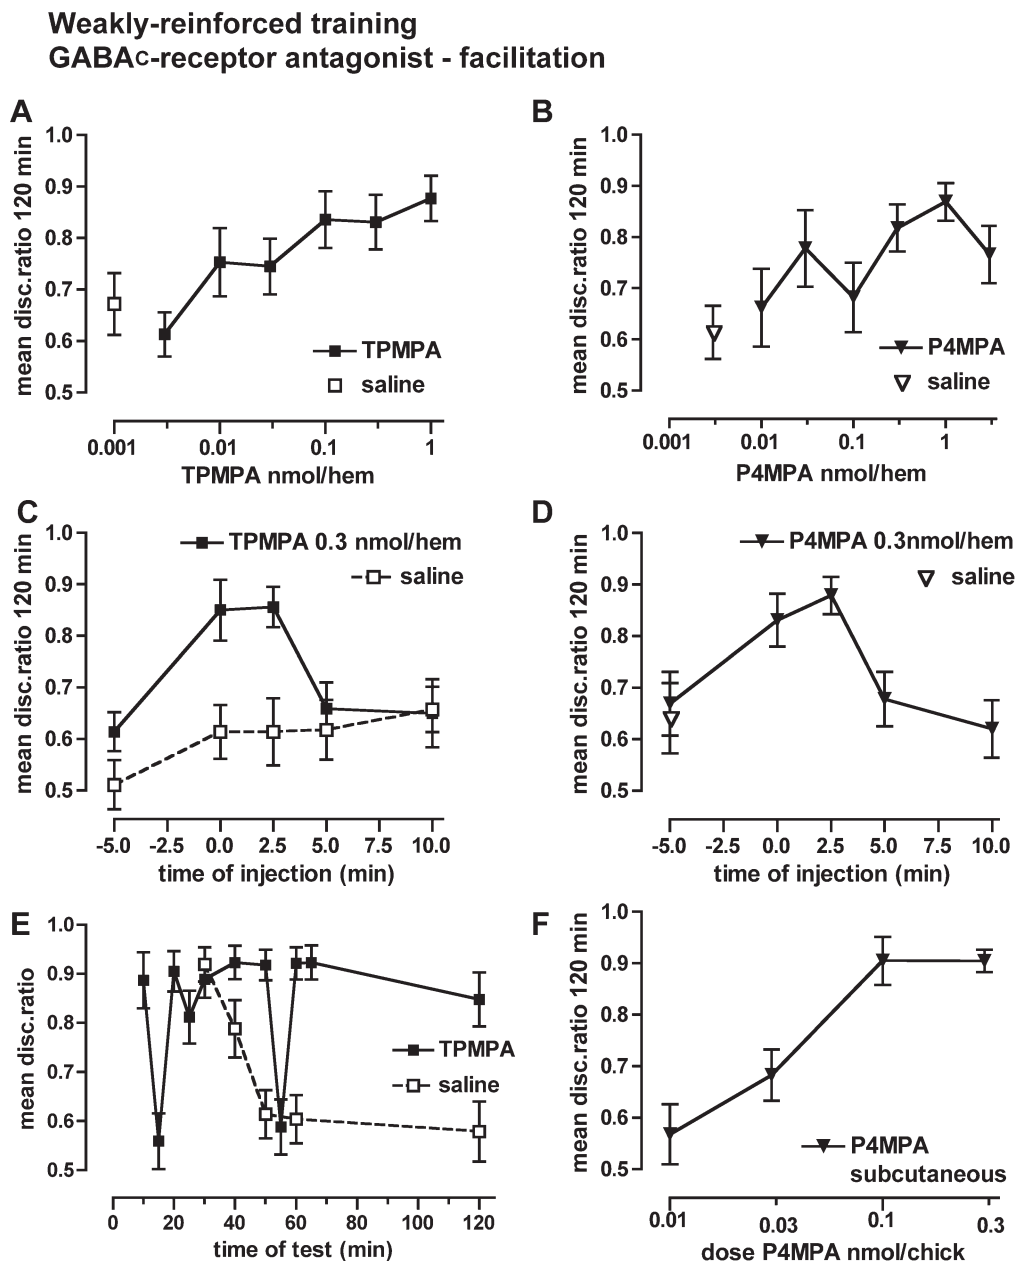 Weakly-reinforced training
GABAC-receptor antagonist - facilitation
A
mean disc.ratio 120 min
1.0
0.9
0.8
0.7
0.6
0.5
TPMPA
saline
0.001 0.01 0.1 1
TPMPA nmol/hem
B
mean disc.ratio 120 min
1.0
0.9
0.8
0.7
0.6
0.5
P4MPA
saline
0.001 0.01 0.1 1
P4MPA nmol/hem
C
mean disc.ratio 120 min
1.0
0.9
0.8
0.7
0.6
0.5
TPMPA 0.3 nmol/hem
saline
-5.0 -2.5 0.0 2.5 5.0 7.5 10.0
time of injection (min)
D
mean disc.ratio 120 min
1.0
0.9
0.8
0.7
0.6
0.5
P4MPA 0.3nmol/hem
saline
-5.0 -2.5 0.0 2.5 5.0 7.5 10.0
time of injection (min)
E
mean disc.ratio
1.0
0.9
0.8
0.7
0.6
0.5
TPMPA
saline
0 20 40 60 80 100 120
time of test (min)
F
mean disc.ratio 120 min
1.0
0.9
0.8
0.7
0.6
0.5
P4MPA
subcutaneous
0.01 0.03 0.1 0.3
dose P4MPA nmol/chick